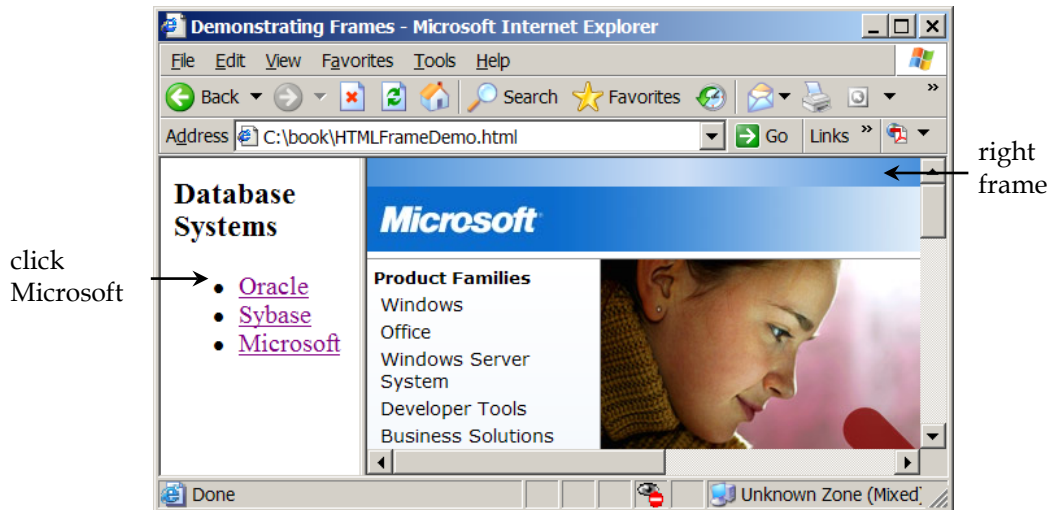 Demonstrating Frames - Microsoft Internet Explorer
File Edit View Favorites Tools Help
Back Search Favorites »
Address C:\book\HTMLFrameDemo.html Go Links »
right
frame
Database
Systems
Microsoft
click
Microsoft
Oracle
Sybase
Microsoft
Product Families
Windows
Office
Windows Server
System
Developer Tools
Business Solutions
Done Unknown Zone (Mixed)